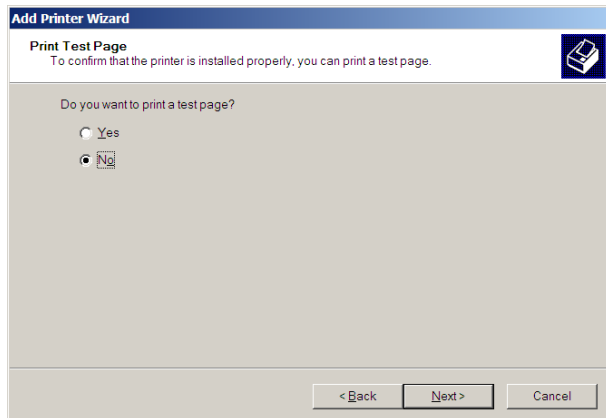 Add Printer Wizard
Print Test Page
To confirm that the printer is installed properly, you can print a test page.
Do you want to print a test page?
Yes
No
< Back
Next >
Cancel